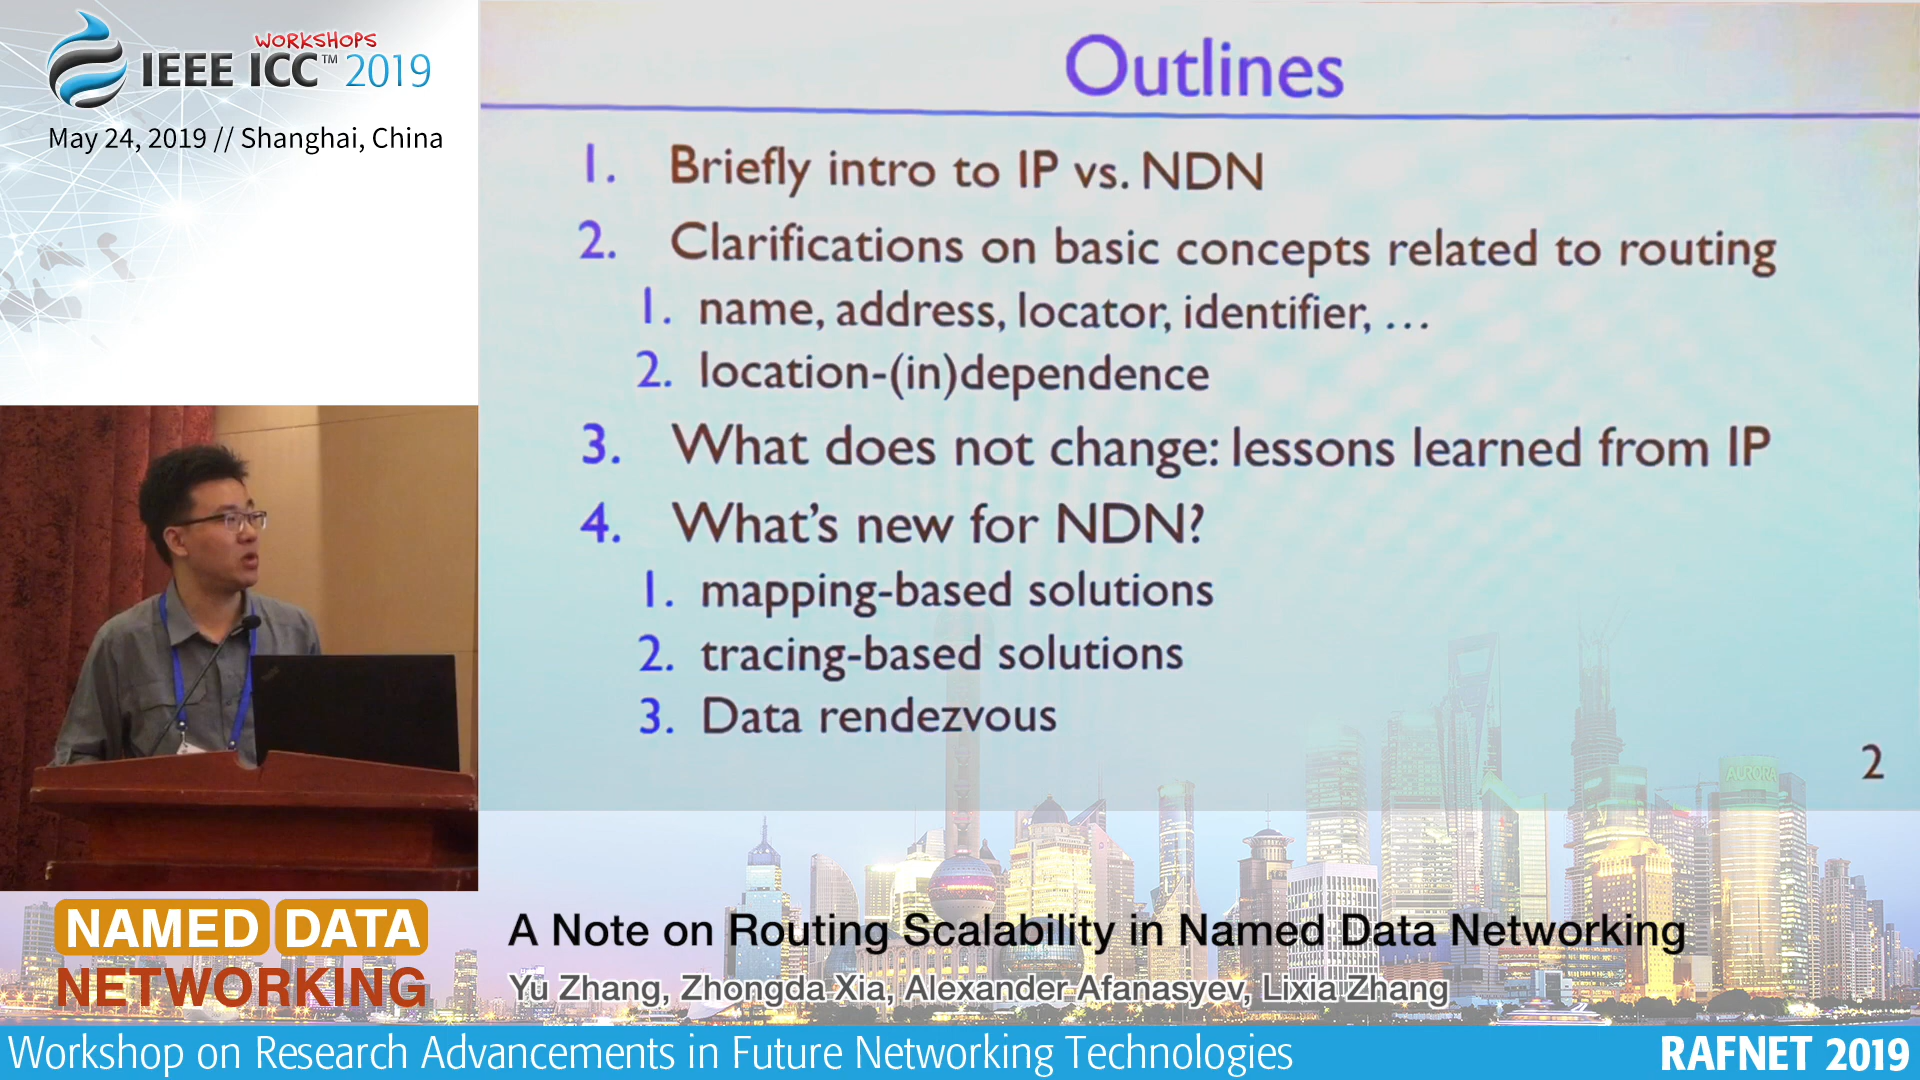 WORKSHOPS
IEEE ICC™ 2019
May 24, 2019 // Shanghai, China
Outlines
1. Briefly intro to IP vs. NDN
2. Clarifications on basic concepts related to routing
1. name, address, locator, identifier, …
2. location-(in)dependence
3. What does not change: lessons learned from IP
4. What's new for NDN?
1. mapping-based solutions
2. tracing-based solutions
3. Data rendezvous
2
AURORA
NAMED DATA
NETWORKING
A Note on Routing Scalability in Named Data Networking
Yu Zhang, Zhongda Xia, Alexander Afanasyev, Lixia Zhang
Workshop on Research Advancements in Future Networking Technologies
RAFNET 2019